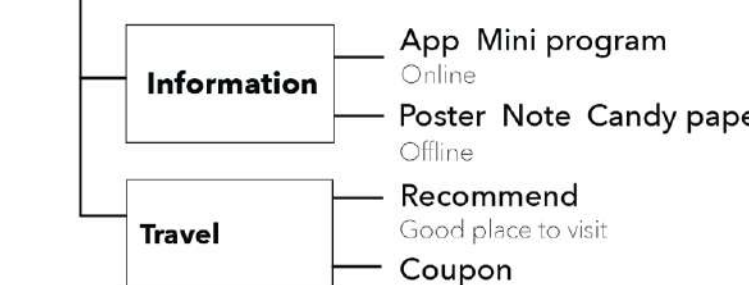 Information
App Mini program
Online
Poster Note Candy pape
Offline
Travel
Recommend
Good place to visit
Coupon